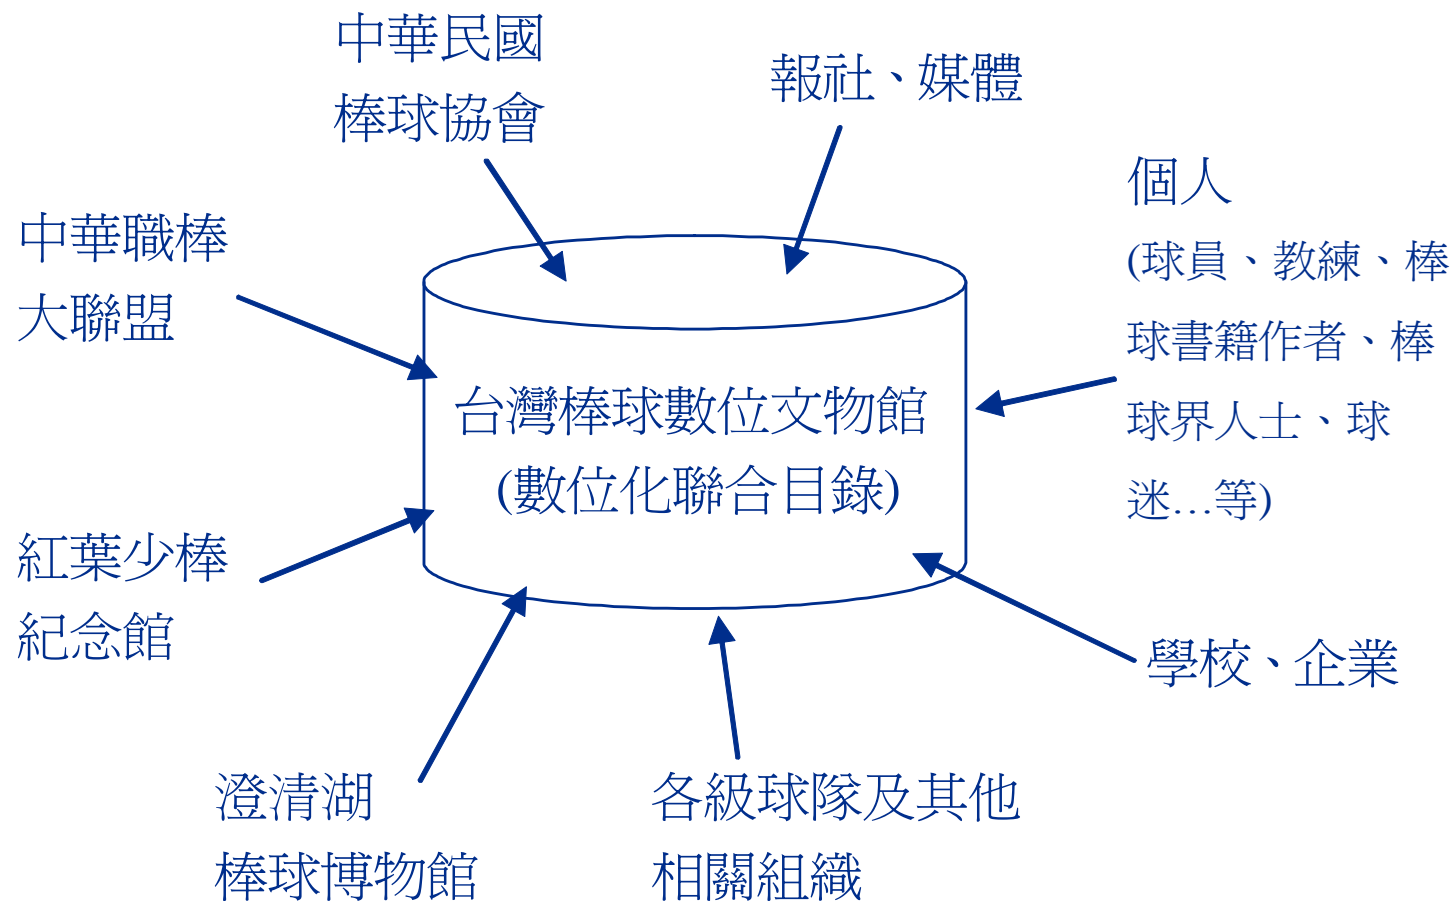 中華民國
棒球協會
報社、媒體
個人
(球員、教練、棒
球書籍作者、棒
球界人士、球
迷…等)
中華職棒
大聯盟
台灣棒球數位文物館
(數位化聯合目錄)
紅葉少棒
紀念館
學校、企業
澄清湖
棒球博物館
各級球隊及其他
相關組織